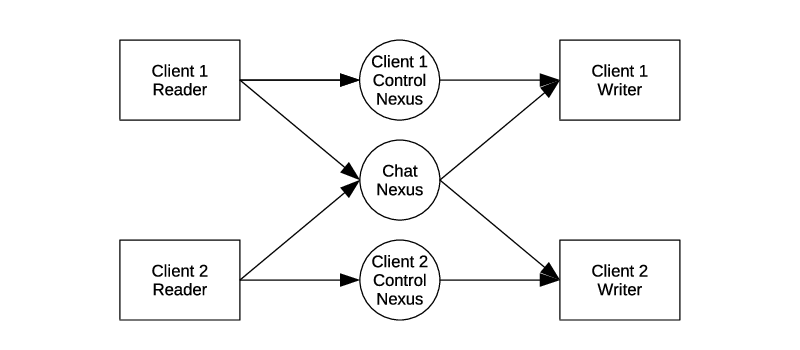 Client 1
Reader
Client 1
Control
Nexus
Client 1
Writer
Chat
Nexus
Client 2
Reader
Client 2
Control
Nexus
Client 2
Writer